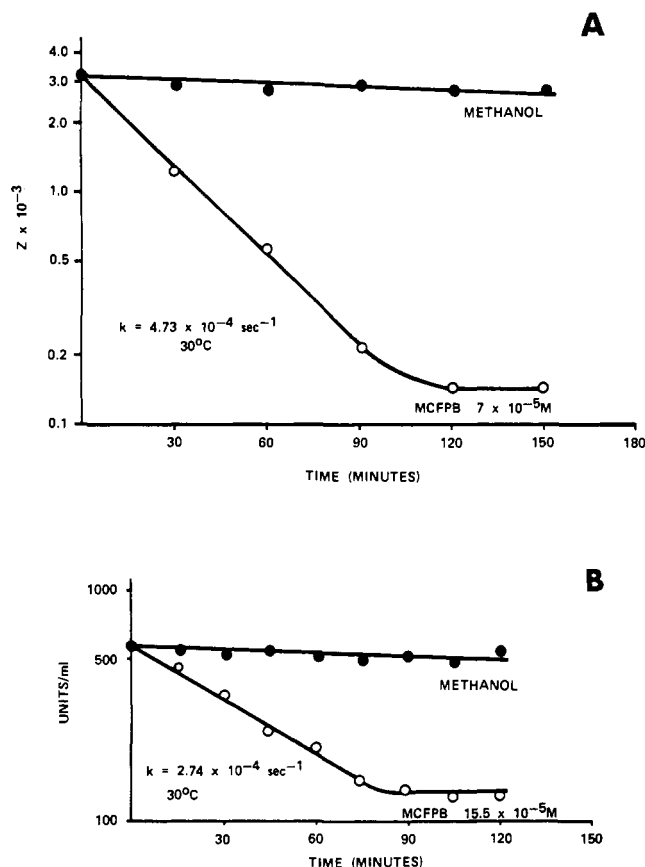 A
4.0
3.0
2.0
1.0
0.5
0.2
0.1
Z x 10⁻³
METHANOL
k = 4.73 x 10⁻⁴ sec⁻¹
30°C
MCFPB 7 x 10⁻⁵M
30 60 90 120 150 180
TIME (MINUTES)
B
1000
500
100
UNITS/ml
METHANOL
k = 2.74 x 10⁻⁴ sec⁻¹
30°C
MCFPB 15.5 x 10⁻⁵M
30 60 90 120 150
TIME (MINUTES)